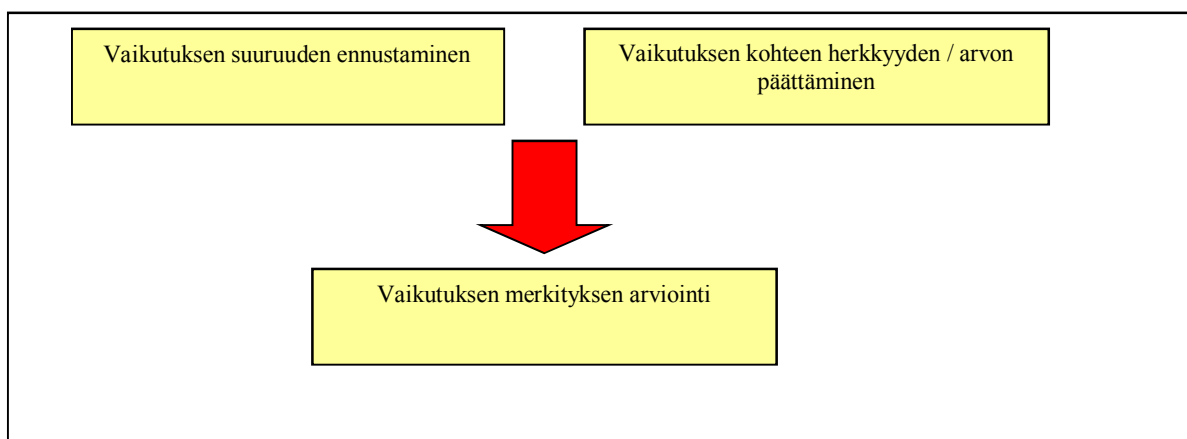 Vaikutuksen suuruuden ennustaminen
Vaikutuksen kohteen herkkyyden / arvon
päättäminen
Vaikutuksen merkityksen arviointi